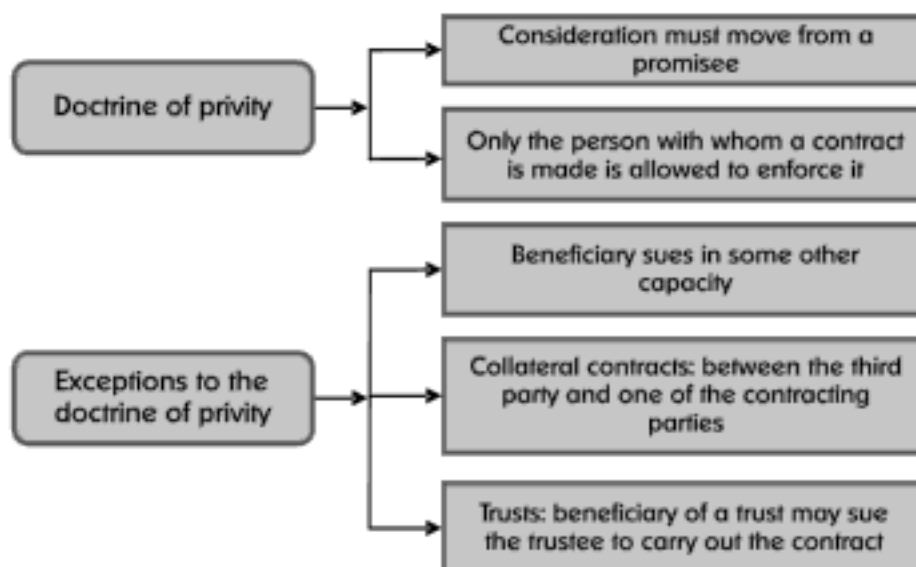 Consideration must move from a
promisee
Doctrine of privity
Only the person with whom a contract
is made is allowed to enforce it
Beneficiary sues in some other
capacity
Exceptions to the
doctrine of privity
Collateral contracts: between the third
party and one of the contracting
parties
Trusts: beneficiary of a trust may sue
the trustee to carry out the contract